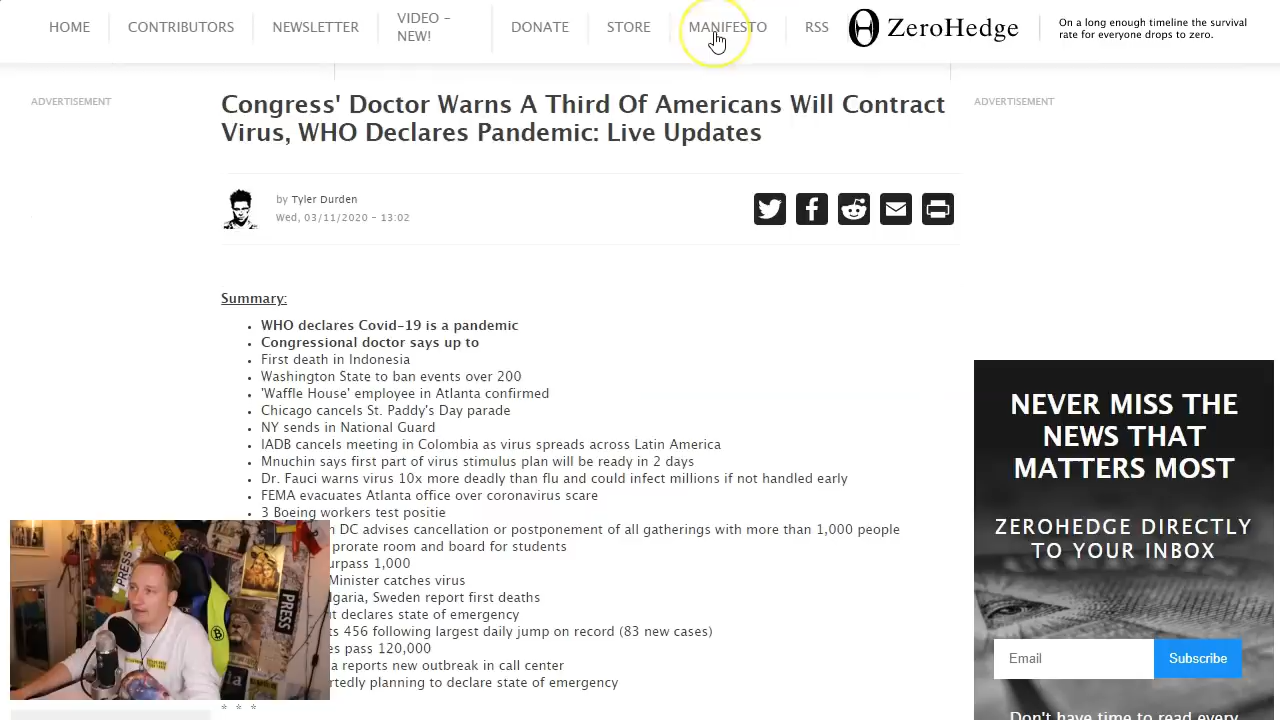 HOME
CONTRIBUTORS
NEWSLETTER
VIDEO -
NEW!
DONATE
STORE
MANIFESTO
RSS
ZeroHedge
On a long enough timeline the survival
rate for everyone drops to zero.
ADVERTISEMENT
Congress' Doctor Warns A Third Of Americans Will Contract
Virus, WHO Declares Pandemic: Live Updates
ADVERTISEMENT
by Tyler Durden
Wed, 03/11/2020 - 13:02
Summary:
WHO declares Covid-19 is a pandemic
Congressional doctor says up to
First death in Indonesia
Washington State to ban events over 200
'Waffle House' employee in Atlanta confirmed
Chicago cancels St. Paddy's Day parade
NY sends in National Guard
IADB cancels meeting in Colombia as virus spreads across Latin America
Mnuchin says first part of virus stimulus plan will be ready in 2 days
Dr. Fauci warns virus 10x more deadly than flu and could infect millions if not handled early
FEMA evacuates Atlanta office over coronavirus scare
3 Boeing workers test positie
DC advises cancellation or postponement of all gatherings with more than 1,000 people
prorate room and board for students
1,000
Minister catches virus
Sweden report first deaths
declares state of emergency
456 following largest daily jump on record (83 new cases)
pass 120,000
reports new outbreak in call center
planning to declare state of emergency
* * *
PRESS
PRESS
NEVER MISS THE
NEWS THAT
MATTERS MOST
ZEROHEDGE DIRECTLY
TO YOUR INBOX
Email
Subscribe
Don't have time to read every